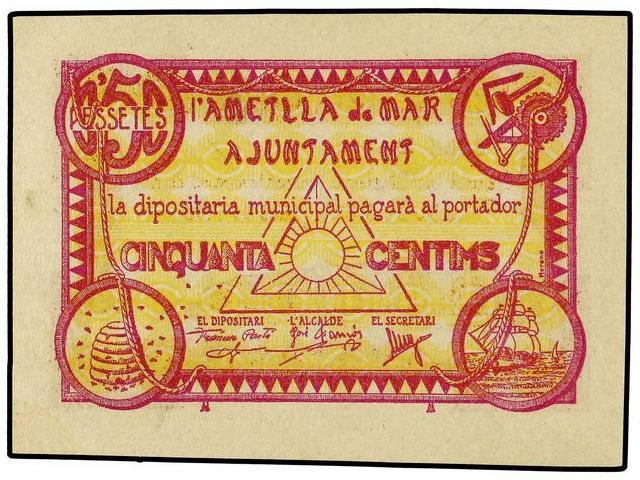 0'50
PESSETES
l'AMETLLA de MAR
AJUNTAMENT
la dipositaria municipal pagarà al portador
CINQUANTA CENTIMS
Moreno
EL DIPOSITARI L'ALCALDE EL SECRETARI